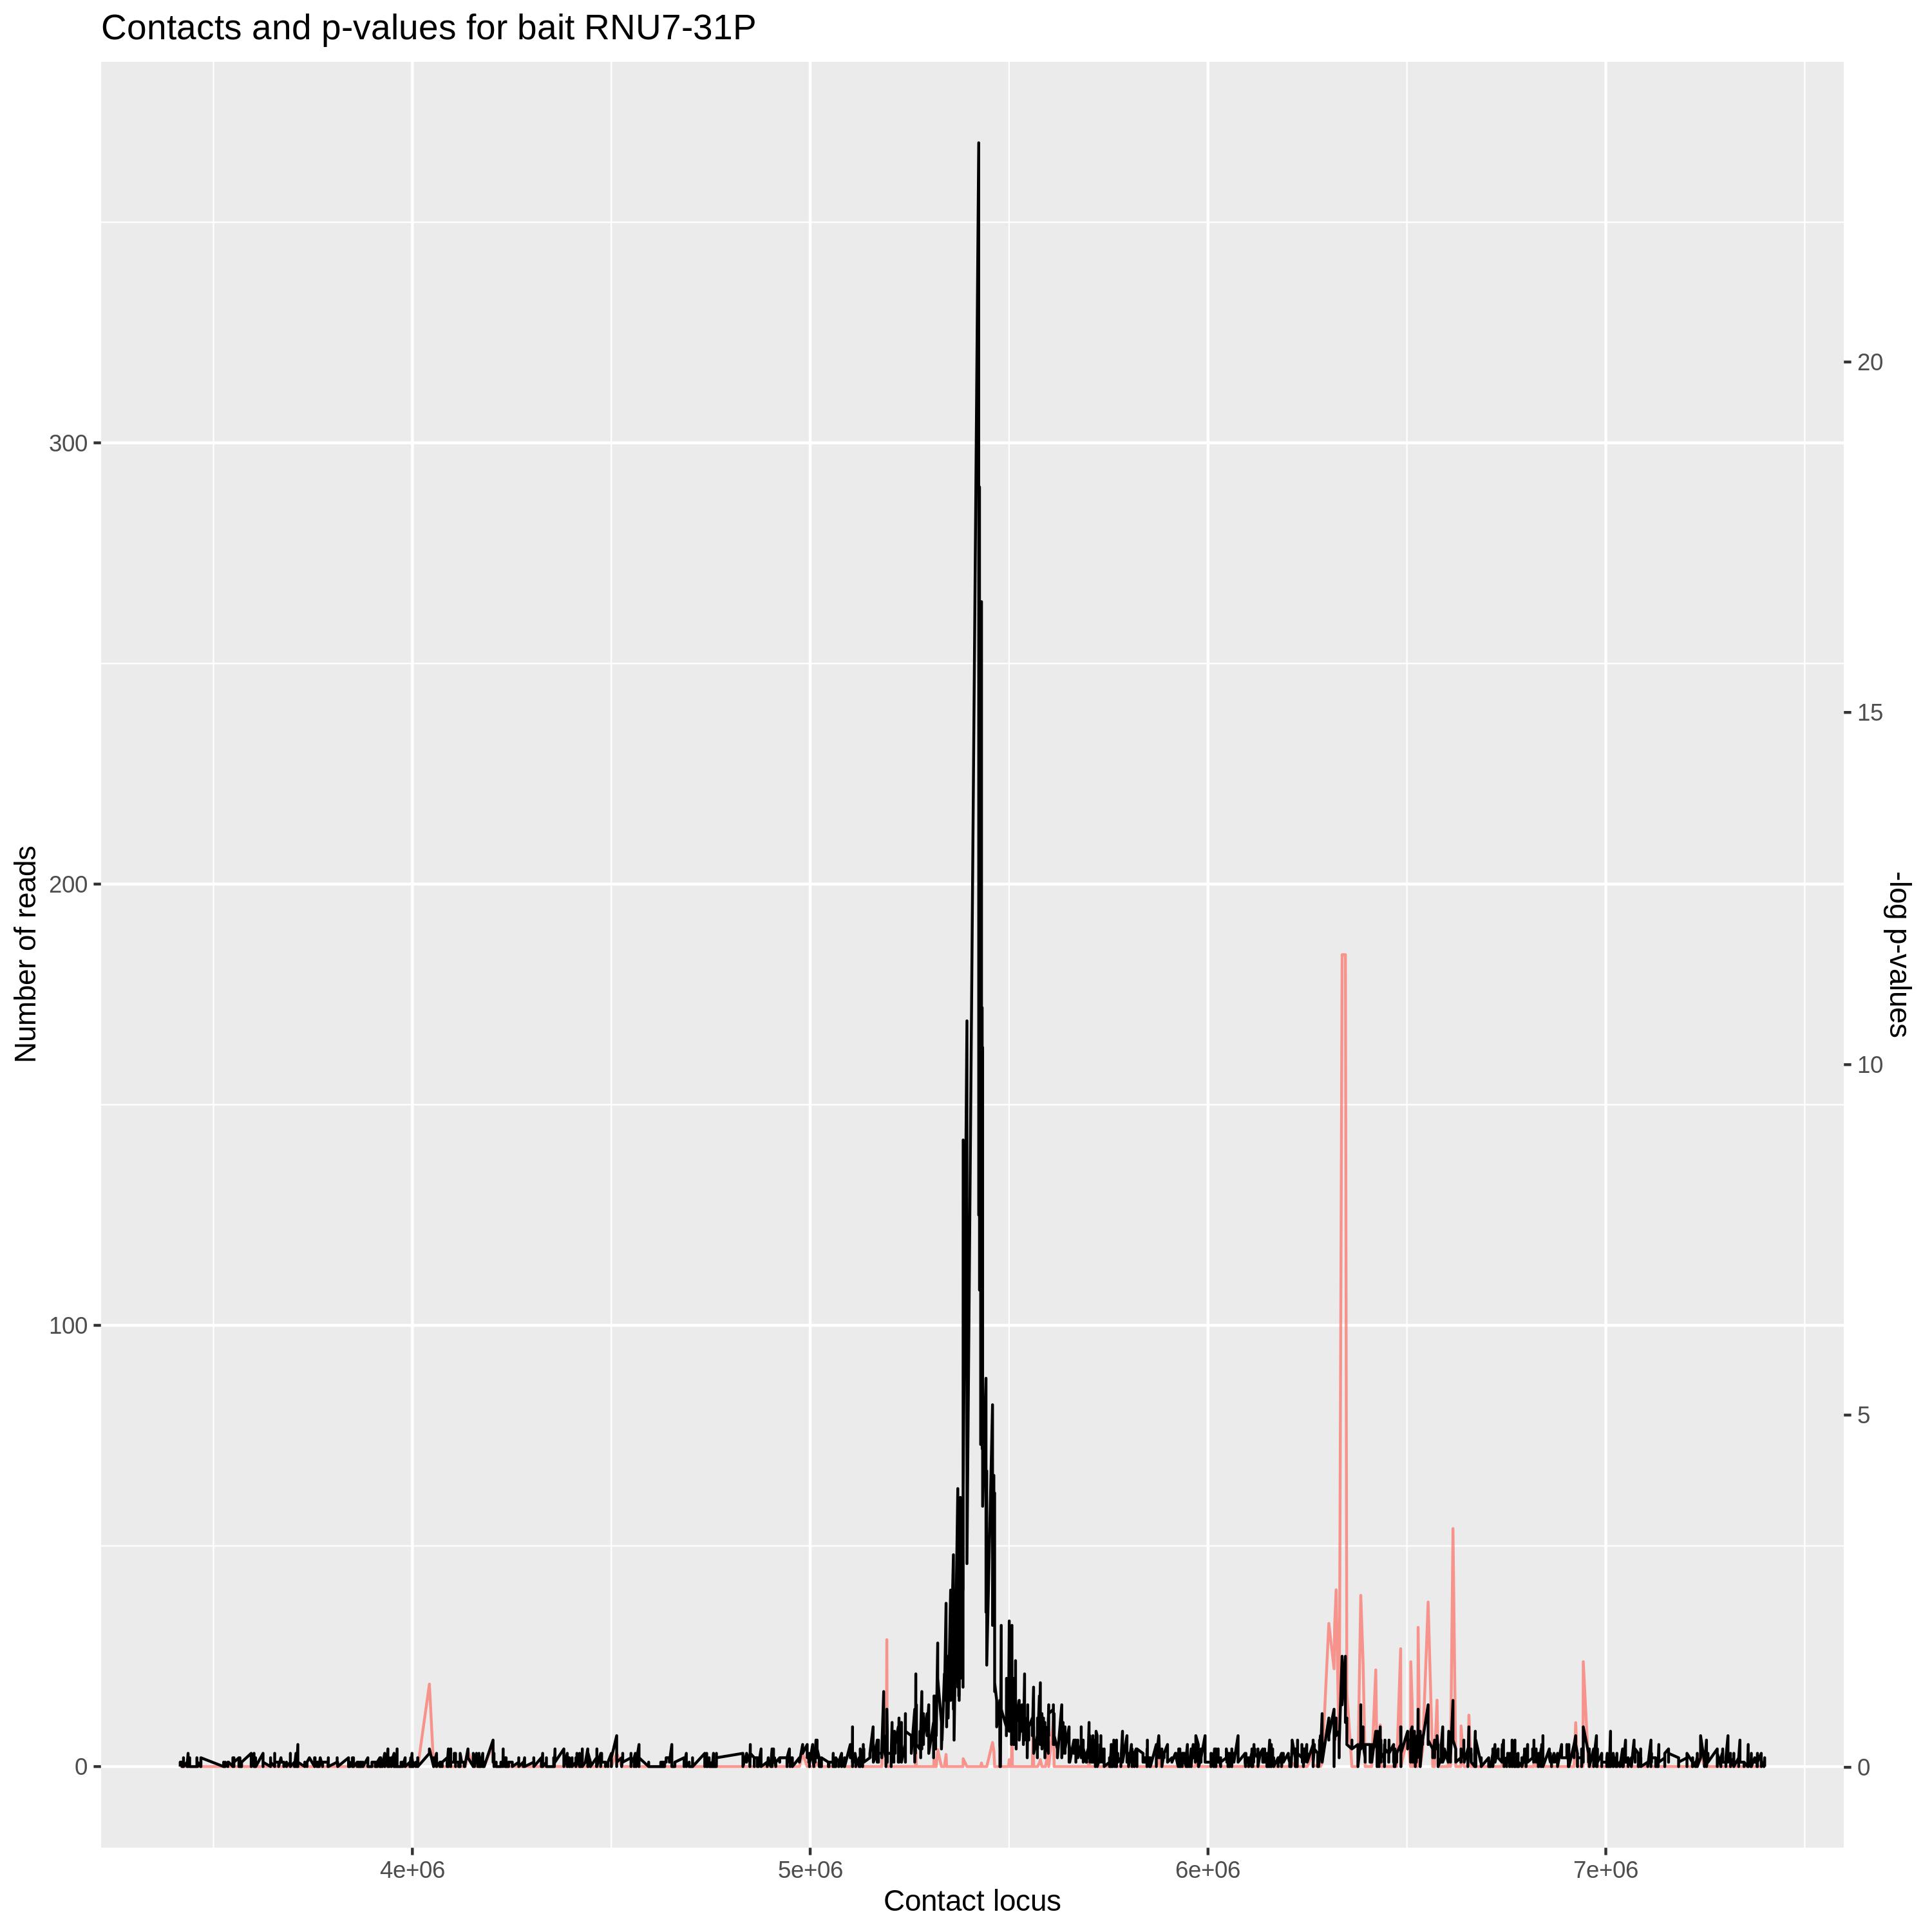 Contacts and p-values for bait RNU7-31P
Number of reads
300
200
100
0
20
15
10
5
0
-log p-values
4e+06
5e+06
6e+06
7e+06
Contact locus